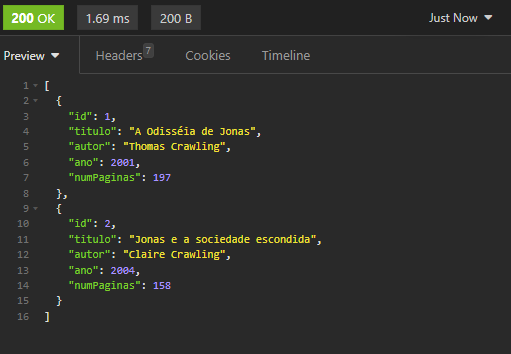 200 OK 1.69 ms 200 B Just Now
Preview Headers 7 Cookies Timeline
1 [
2 {
3 "id": 1,
4 "titulo": "A Odisséia de Jonas",
5 "autor": "Thomas Crawling",
6 "ano": 2001,
7 "numPaginas": 197
8 },
9 {
10 "id": 2,
11 "titulo": "Jonas e a sociedade escondida",
12 "autor": "Claire Crawling",
13 "ano": 2004,
14 "numPaginas": 158
15 }
16 ]